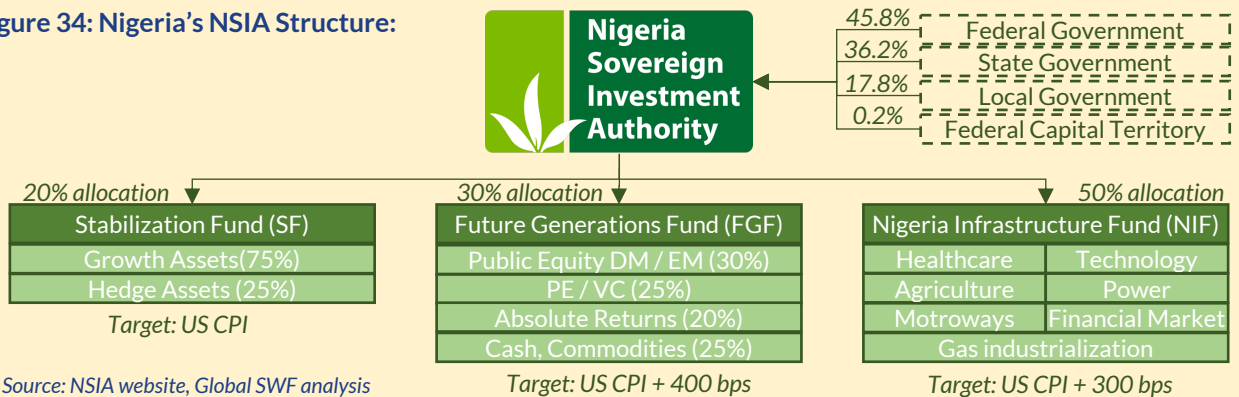 gure 34: Nigeria's NSIA Structure:
Nigeria
Sovereign
Investment
Authority
45.8%
Federal Government
36.2%
State Government
17.8%
Local Government
0.2%
Federal Capital Territory
20% allocation
30% allocation
50% allocation
Stabilization Fund (SF)
Growth Assets(75%)
Hedge Assets (25%)
Target: US CPI
Future Generations Fund (FGF)
Public Equity DM / EM (30%)
PE / VC (25%)
Absolute Returns (20%)
Cash, Commodities (25%)
Target: US CPI + 400 bps
Nigeria Infrastructure Fund (NIF)
Healthcare
Technology
Agriculture
Power
Motroways
Financial Market
Gas industrialization
Target: US CPI + 300 bps
Source: NSIA website, Global SWF analysis